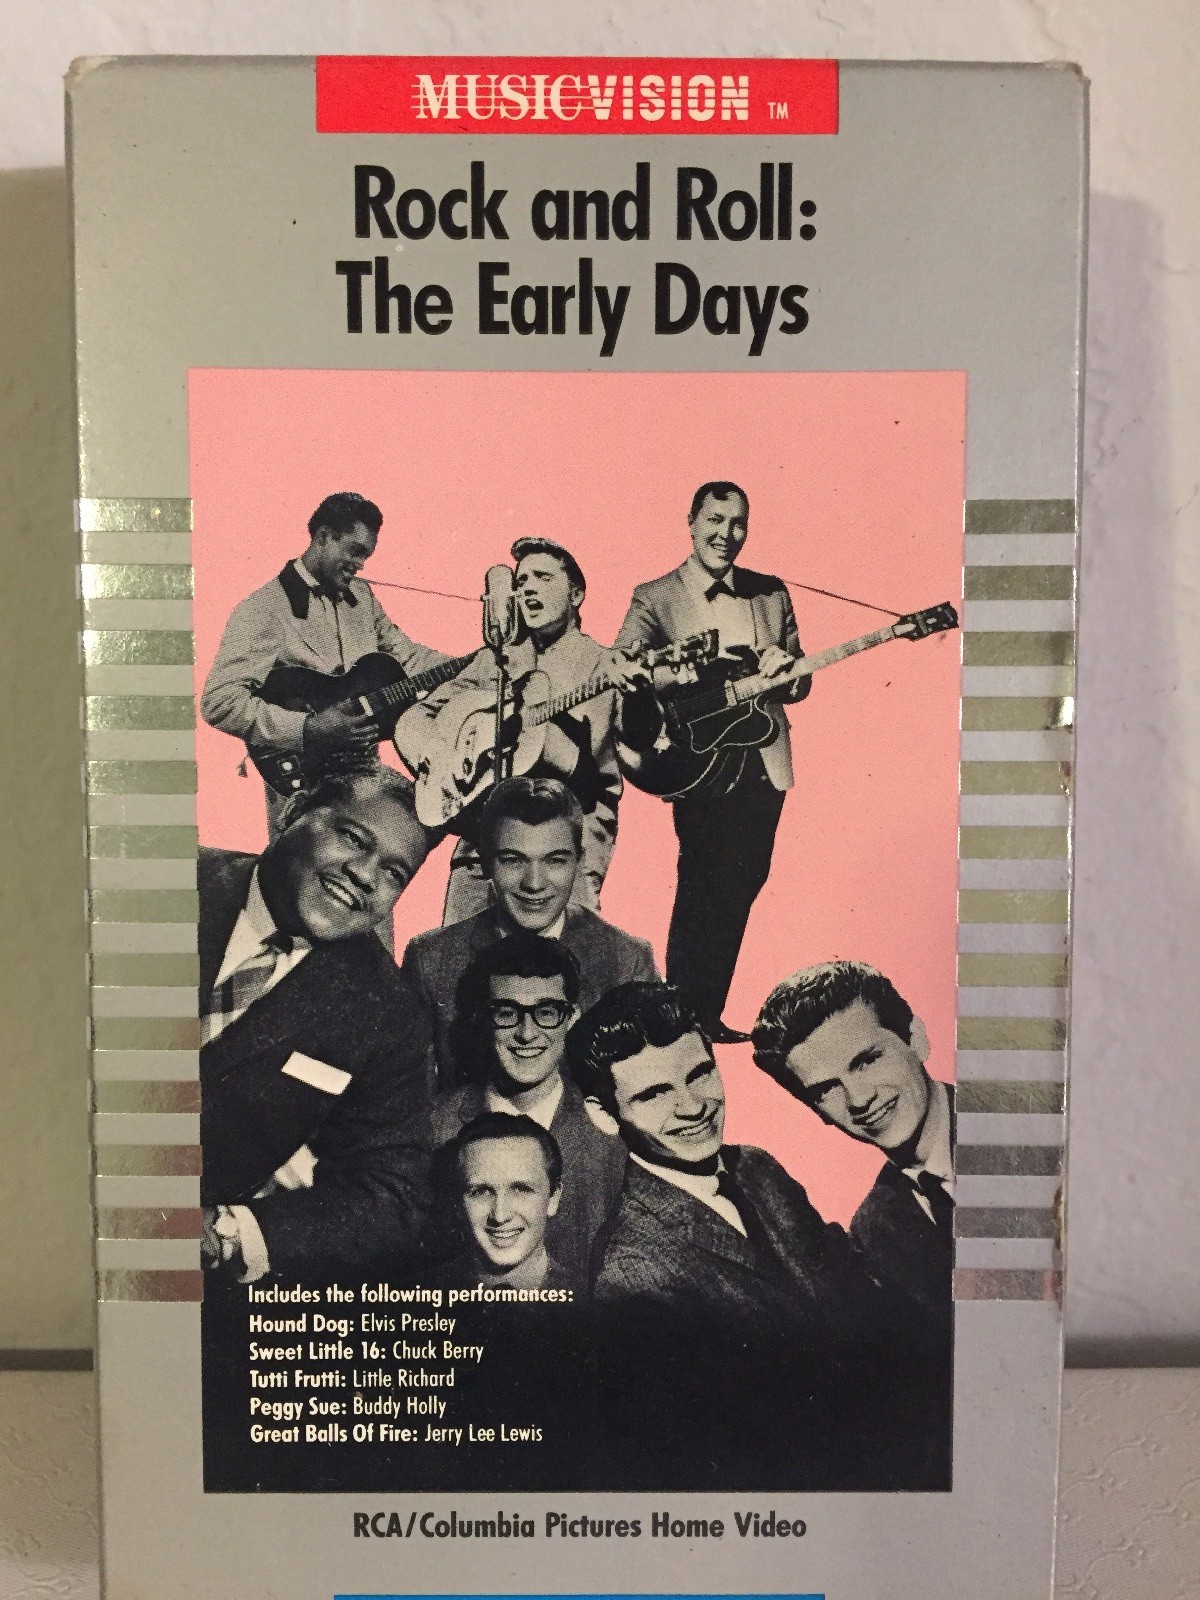 MUSICVISION TM
Rock and Roll:
The Early Days
Includes the following performances:
Hound Dog: Elvis Presley
Sweet Little 16: Chuck Berry
Tutti Frutti: Little Richard
Peggy Sue: Buddy Holly
Great Balls Of Fire: Jerry Lee Lewis
RCA/Columbia Pictures Home Video